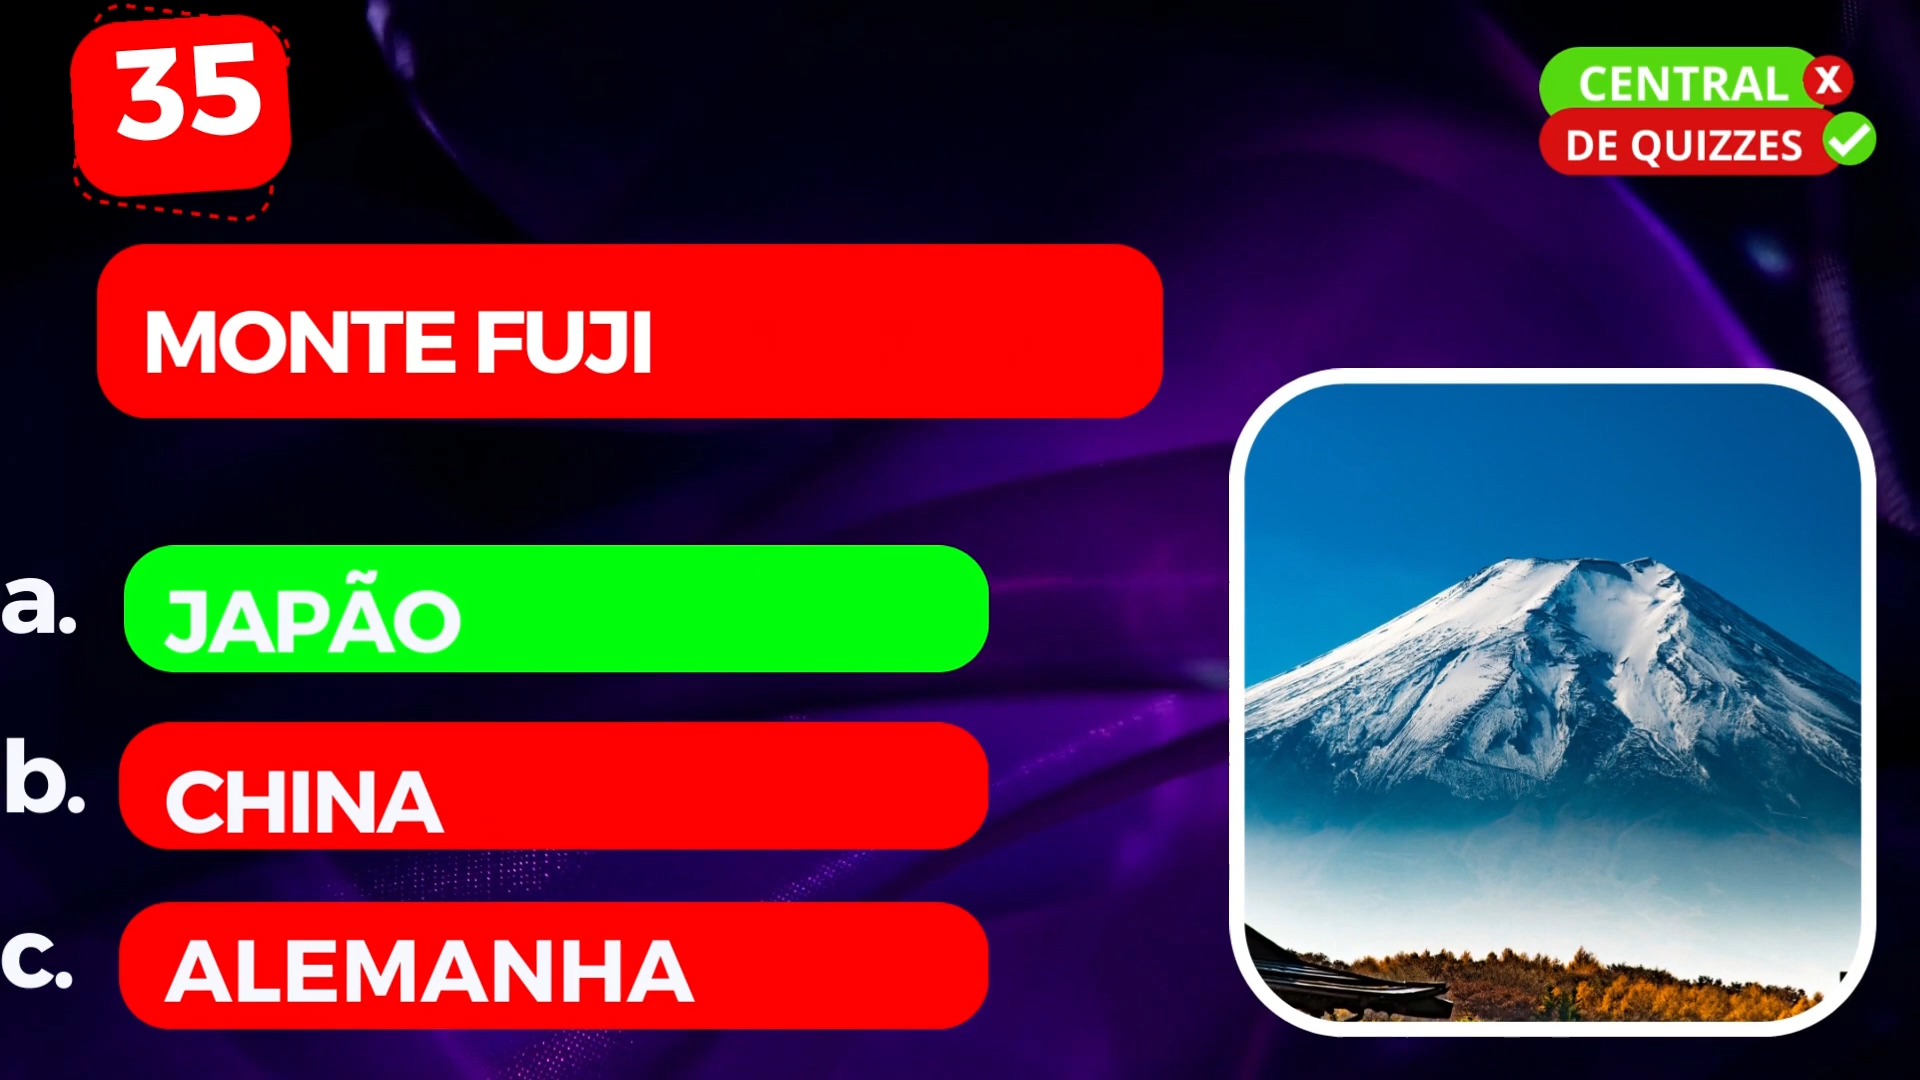 35
CENTRAL X
DE QUIZZES
MONTE FUJI
a. JAPÃO
b. CHINA
c. ALEMANHA